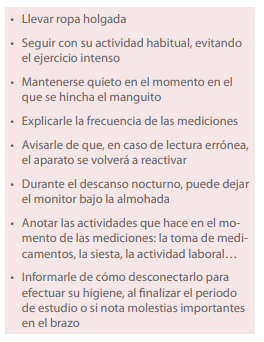 • Llevar ropa holgada
• Seguir con su actividad habitual, evitando
el ejercicio intenso
• Mantenerse quieto en el momento en el
que se hincha el manguito
• Explicarle la frecuencia de las mediciones
• Avisarle de que, en caso de lectura errónea,
el aparato se volverá a reactivar
• Durante el descanso nocturno, puede dejar
el monitor bajo la almohada
• Anotar las actividades que hace en el mo-
mento de las mediciones: la toma de medi-
camentos, la siesta, la actividad laboral…
• Informarle de cómo desconectarlo para
efectuar su higiene, al finalizar el periodo
de estudio o si nota molestias importantes
en el brazo